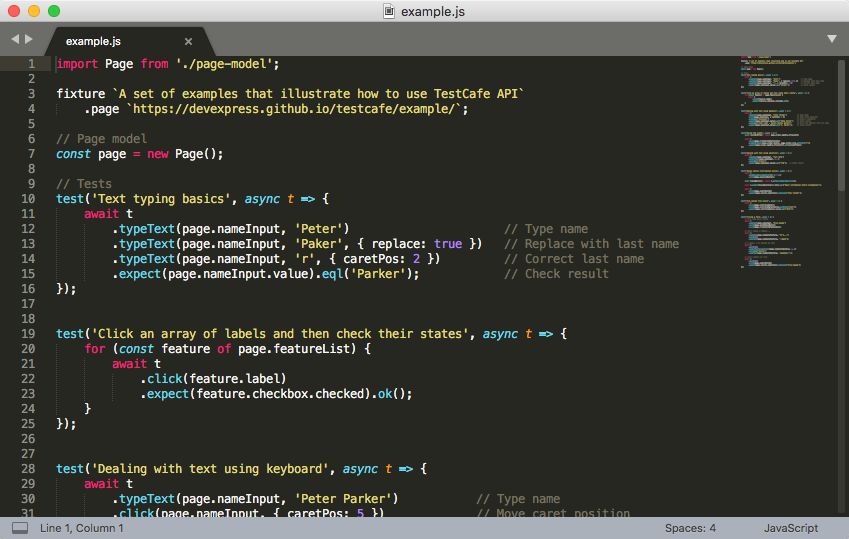 example.js
example.js
1 import Page from './page-model';
2
3 fixture `A set of examples that illustrate how to use TestCafe API`
4     .page `https://devexpress.github.io/testcafe/example/`;
5
6 // Page model
7 const page = new Page();
8
9 // Tests
10 test('Text typing basics', async t => {
11     await t
12         .typeText(page.nameInput, 'Peter')                      // Type name
13         .typeText(page.nameInput, 'Paker', { replace: true })   // Replace with last name
14         .typeText(page.nameInput, 'r', { caretPos: 2 })         // Correct last name
15         .expect(page.nameInput.value).eql('Parker');            // Check result
16 });
17
18
19 test('Click an array of labels and then check their states', async t => {
20     for (const feature of page.featureList) {
21         await t
22             .click(feature.label)
23             .expect(feature.checkbox.checked).ok();
24     }
25 });
26
27
28 test('Dealing with text using keyboard', async t => {
29     await t
30         .typeText(page.nameInput, 'Peter Parker')           // Type name
31         .click(page.nameInput, { caretPos: 5 })             // Move caret position
Line 1, Column 1
Spaces: 4
JavaScript